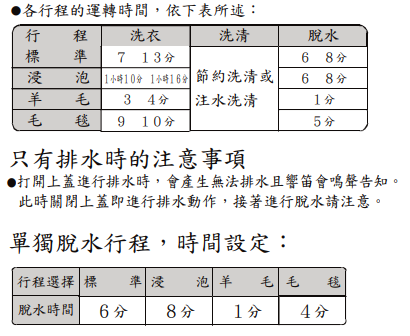 ●各行程的運轉時間，依下表所述：
行　程　洗衣　洗清　脫水
標　準　7　13分　節約洗清或注水洗清　6　8分
浸　泡　1小時10分　1小時16分　6　8分
羊　毛　3　4分　1分
毛　毯　9　10分　5分
只有排水時的注意事項
●打開上蓋進行排水時，會產生無法排水且響笛會鳴聲告知。
此時關閉上蓋即進行排水動作，接著進行脫水請注意。
單獨脫水行程，時間設定：
行程選擇　標　準　浸　泡　羊　毛　毛　毯
脫水時間　6分　8分　1分　4分